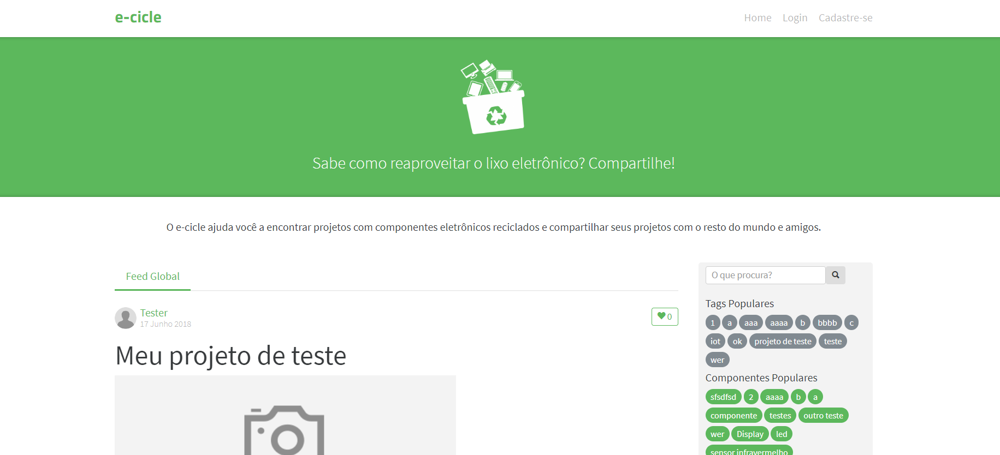 e-cicle
Home Login Cadastre-se
Sabe como reaproveitar o lixo eletrônico? Compartilhe!
O e-cicle ajuda você a encontrar projetos com componentes eletrônicos reciclados e compartilhar seus projetos com o resto do mundo e amigos.
Feed Global
Tester
17 Junho 2018
0
Meu projeto de teste
O que procura?
Tags Populares
1 a aaa aaaa b bbbb c
iot ok projeto de teste teste
wer
Componentes Populares
sfsdfsd 2 aaaa b a
componente testes outro teste
wer Display led
sensor infravermelho